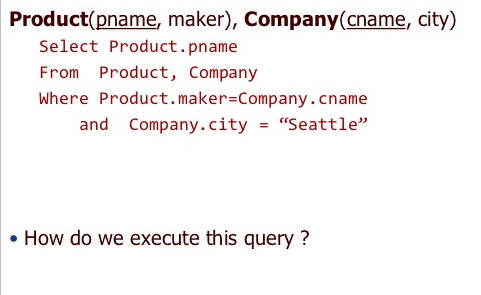 Product(pname, maker), Company(cname, city)
Select Product.pname
From Product, Company
Where Product.maker=Company.cname
and Company.city = “Seattle”
• How do we execute this query ?